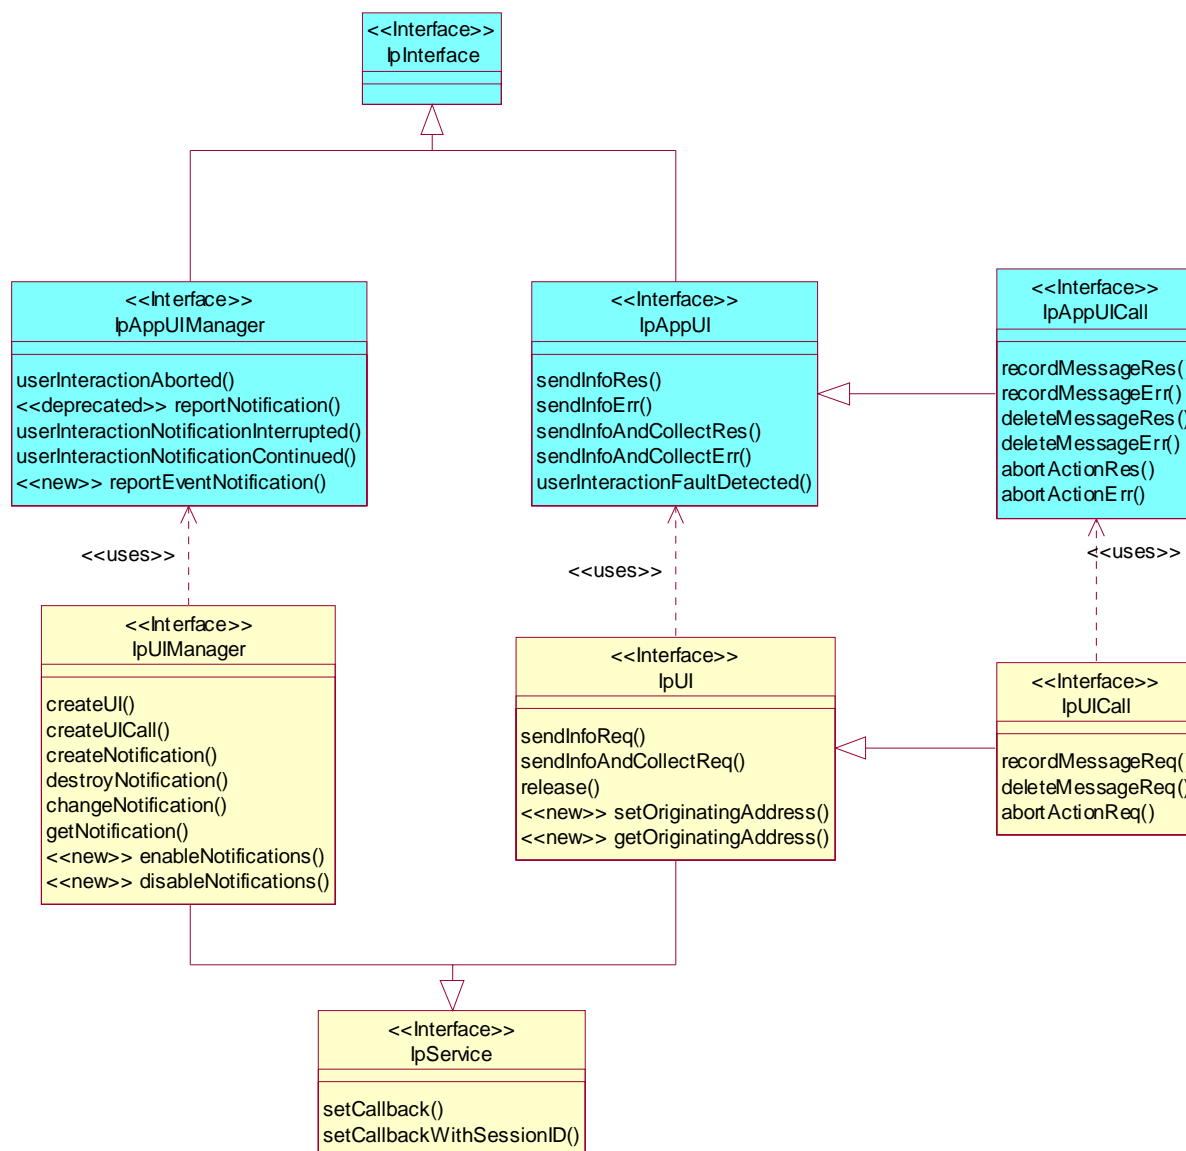 <<Interface>>
IpInterface
<<Interface>>
IpAppUIManager
userInteractionAborted()
<<deprecated>> reportNotification()
userInteractionNotificationInterrupted()
userInteractionNotificationContinued()
<<new>> reportEventNotification()
<<Interface>>
IpAppUI
sendInfoRes()
sendInfoErr()
sendInfoAndCollectRes()
sendInfoAndCollectErr()
userInteractionFaultDetected()
<<Interface>>
IpAppUICall
recordMessageRes(
recordMessageErr()
deleteMessageRes()
deleteMessageErr()
abortActionRes()
abortActionErr()
<<uses>>
<<uses>>
<<uses>>
<<Interface>>
IpUIManager
createUI()
createUICall()
createNotification()
destroyNotification()
changeNotification()
getNotification()
<<new>> enableNotifications()
<<new>> disableNotifications()
<<Interface>>
IpUI
sendInfoReq()
sendInfoAndCollectReq()
release()
<<new>> setOriginatingAddress()
<<new>> getOriginatingAddress()
<<Interface>>
IpUICall
recordMessageReq(
deleteMessageReq()
abortActionReq()
<<Interface>>
IpService
setCallback()
setCallbackWithSessionID()